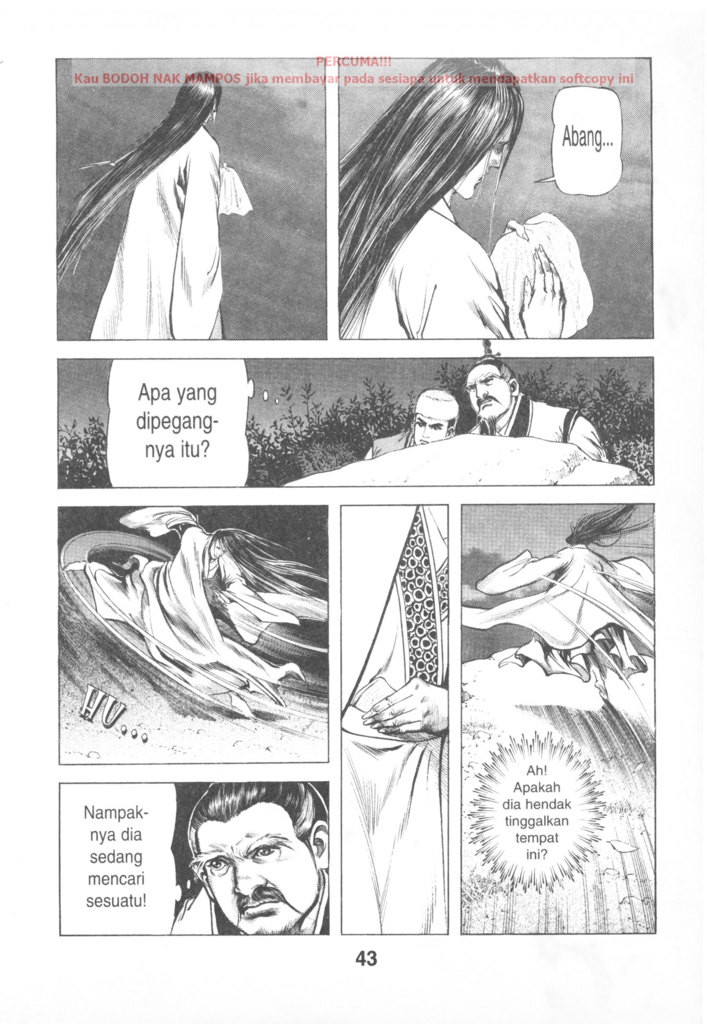 PERCUMA!!!
Kau BODOH NAK MAMPOS jika membayar pada sesiapa untuk mendapatkan softcopy ini
Abang...
Apa yang
dipegang-
nya itu?
HU...
Ah!
Apakah
dia hendak
tinggalkan
tempat
ini?
Nampak-
nya dia
sedang
mencari
sesuatu!
43